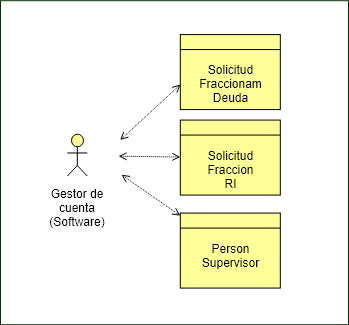 Solicitud
Fraccionam
Deuda
Solicitud
Fraccion
RI
Gestor de
cuenta
(Software)
Person
Supervisor